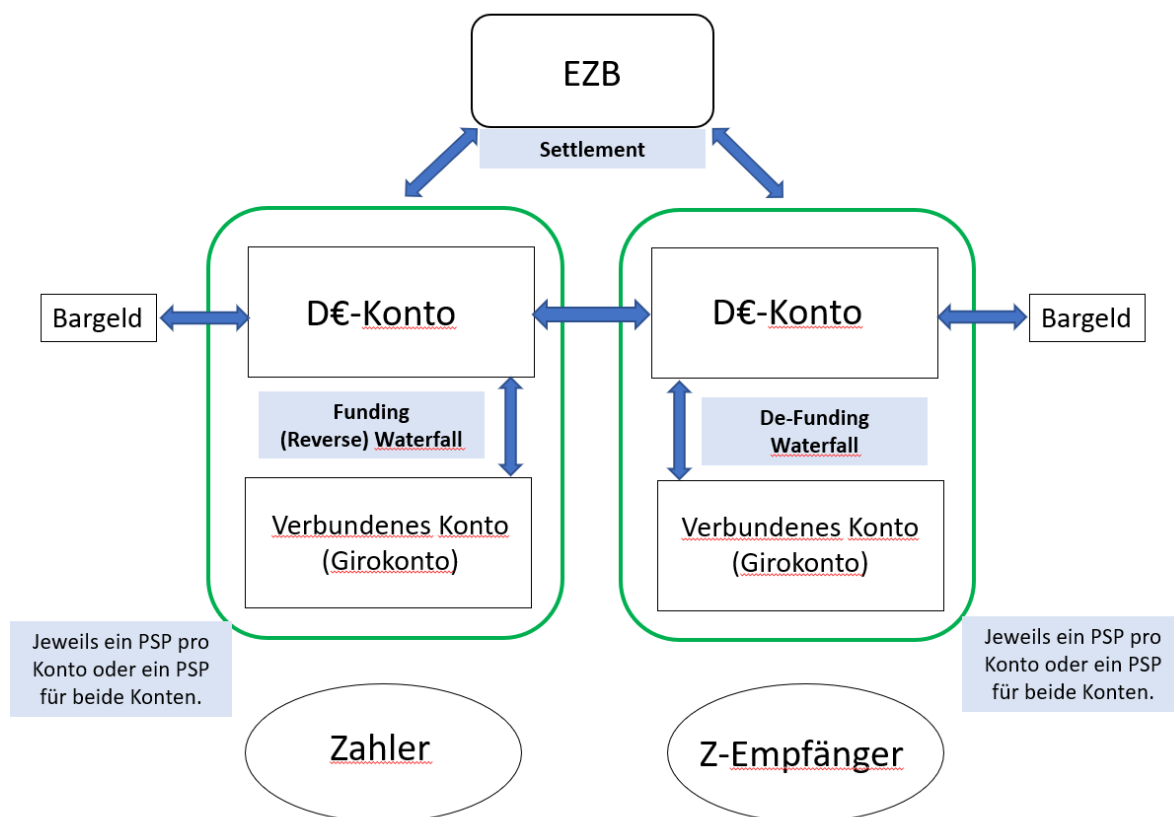 EZB
Settlement
D€-Konto
D€-Konto
Bargeld
Bargeld
Funding
(Reverse) Waterfall
De-Funding
Waterfall
Verbundenes Konto
(Girokonto)
Verbundenes Konto
(Girokonto)
Jeweils ein PSP pro
Konto oder ein PSP
für beide Konten.
Jeweils ein PSP pro
Konto oder ein PSP
für beide Konten.
Zahler
Z-Empfänger